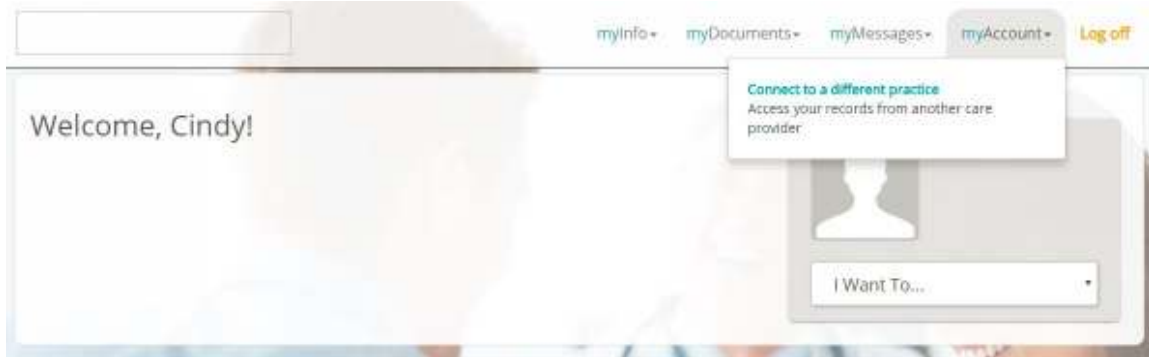 myInfo myDocuments myMessages myAccount Log off
Connect to a different practice
Access your records from another care
provider
Welcome, Cindy!
I Want To...